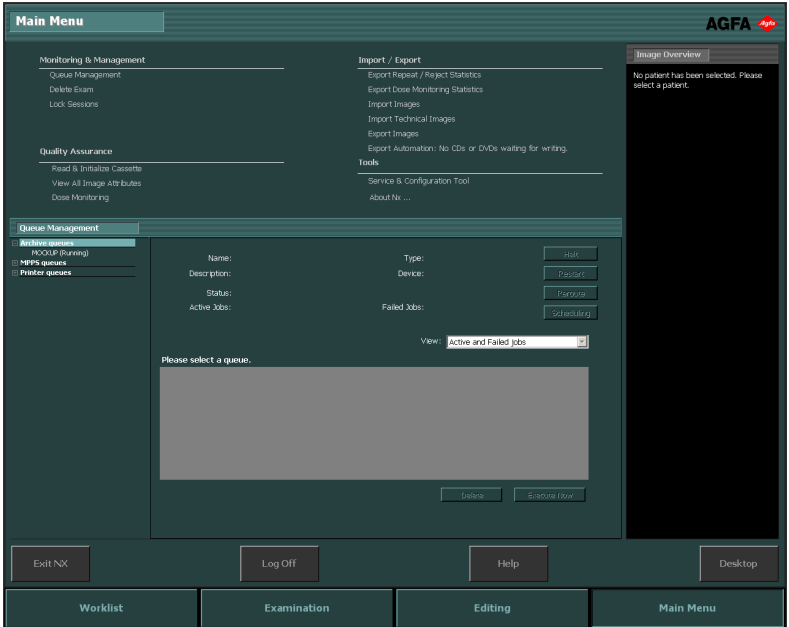 Main Menu
AGFA
Agfa
Monitoring & Management
Queue Management
Delete Exam
Lock Sessions
Quality Assurance
Read & Initialize Cassette
View All Image Attributes
Dose Monitoring
Import / Export
Export Repeat / Reject Statistics
Export Dose Monitoring Statistics
Import Images
Import Technical Images
Export Images
Export Automation: No CDs or DVDs waiting for writing.
Tools
Service & Configuration Tool
About Nx ...
Image Overview
No patient has been selected. Please
select a patient.
Queue Management
Archive queues
MOCKUP (Running)
MPPS queues
Printer queues
Name:
Type:
Halt
Description:
Device:
Restart
Status:
Reroute
Active Jobs:
Failed Jobs:
Scheduling
View: Active and Failed jobs
Please select a queue.
Delete
Execute Now
Exit NX
Log Off
Help
Desktop
Worklist
Examination
Editing
Main Menu